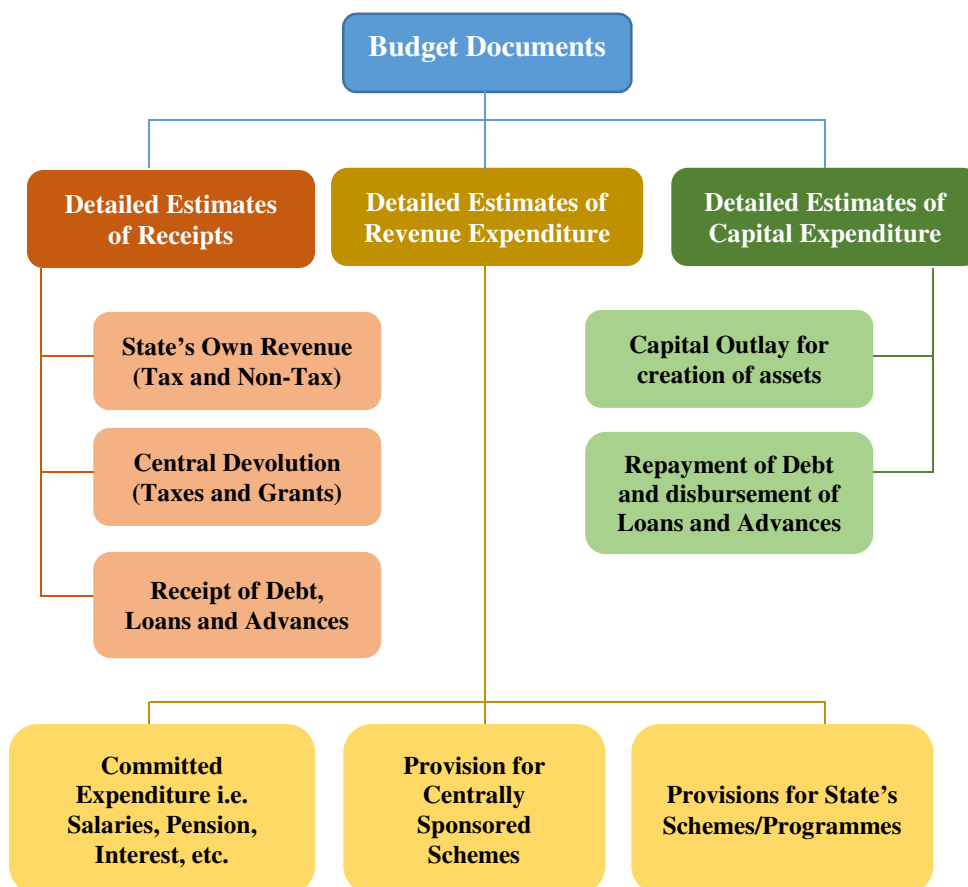 Budget Documents
Detailed Estimates
of Receipts
Detailed Estimates of
Revenue Expenditure
Detailed Estimates of
Capital Expenditure
State’s Own Revenue
(Tax and Non-Tax)
Central Devolution
(Taxes and Grants)
Receipt of Debt,
Loans and Advances
Capital Outlay for
creation of assets
Repayment of Debt
and disbursement of
Loans and Advances
Committed
Expenditure i.e.
Salaries, Pension,
Interest, etc.
Provision for
Centrally
Sponsored
Schemes
Provisions for State’s
Schemes/Programmes